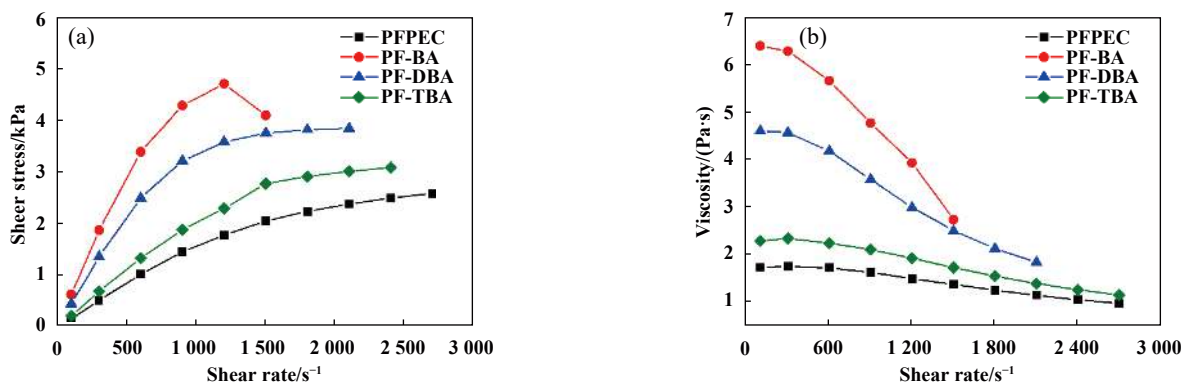 (a)
PFPEC
PF-BA
PF-DBA
PF-TBA
Sheer stress/kPa
6
5
4
3
2
1
0
0 500 1 000 1 500 2 000 2 500 3 000
Shear rate/s⁻¹
(b)
PFPEC
PF-BA
PF-DBA
PF-TBA
Viscosity/(Pa·s)
7
6
5
4
3
2
1
0 600 1 200 1 800 2 400 3 000
Shear rate/s⁻¹